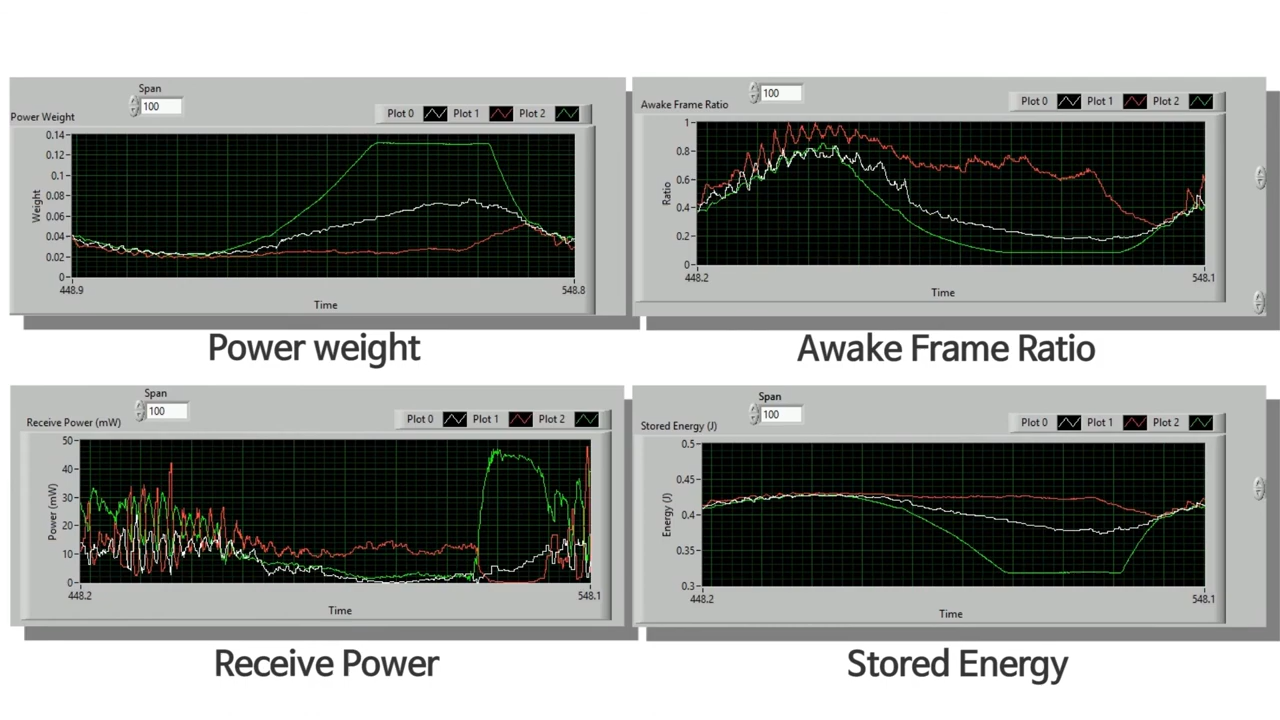 Span
100
Power Weight
Plot 0 Plot 1 Plot 2
0.14
0.12
0.1
0.08
0.06
0.04
0.02
0
Weight
448.9 548.8
Time
Power weight
100
Awake Frame Ratio
Plot 0 Plot 1 Plot 2
1
0.8
0.6
0.4
0.2
0
Ratio
448.2 548.1
Time
Awake Frame Ratio
Span
100
Receive Power (mW)
Plot 0 Plot 1 Plot 2
50
40
30
20
10
0
Power (mW)
448.2 548.1
Time
Receive Power
Span
100
Stored Energy (J)
Plot 0 Plot 1 Plot 2
0.5
0.45
0.4
0.35
0.3
Energy (J)
448.2 548.1
Time
Stored Energy